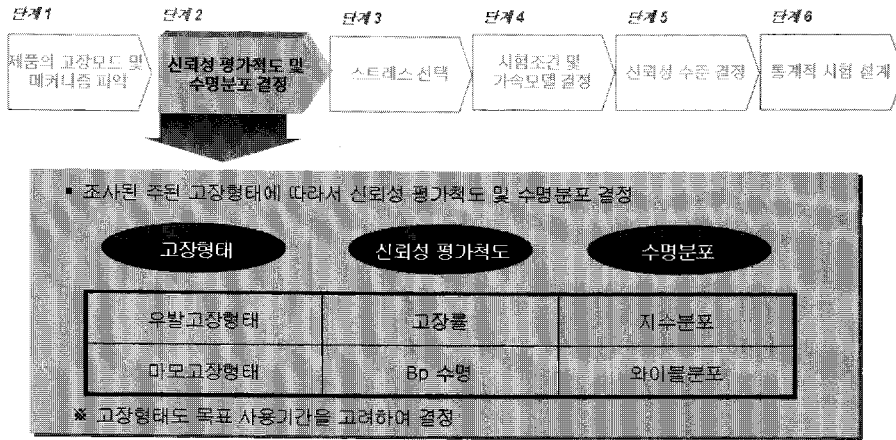 단계 1
단계 2
단계 3
단계 4
단계 5
단계 6
제품의 고장모드 및
메커니즘 파악
신뢰성 평가척도 및
수명분포 결정
스트레스 선택
시험조건 및
가속모델 결정
신뢰성 수준 결정
통계적 시험 설계
▪ 조사된 주된 고장형태에 따라서 신뢰성 평가척도 및 수명분포 결정
고장형태
신뢰성 평가척도
수명분포
우발고장형태
고장률
지수분포
마모고장형태
Bp 수명
와이블분포
※ 고장형태도 목표 사용기간을 고려하여 결정